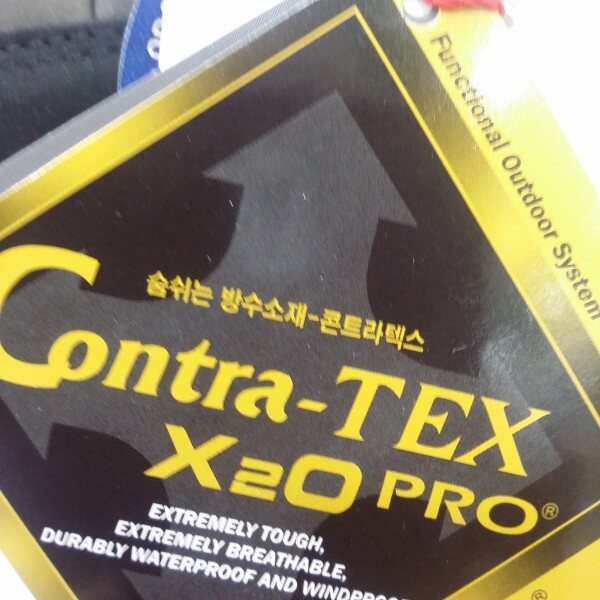 Functional Outdoor System
숨쉬는 방수소재-콘트라텍스
Contra-TEX
X2O PRO®
EXTREMELY TOUGH,
EXTREMELY BREATHABLE,
DURABLY WATERPROOF AND